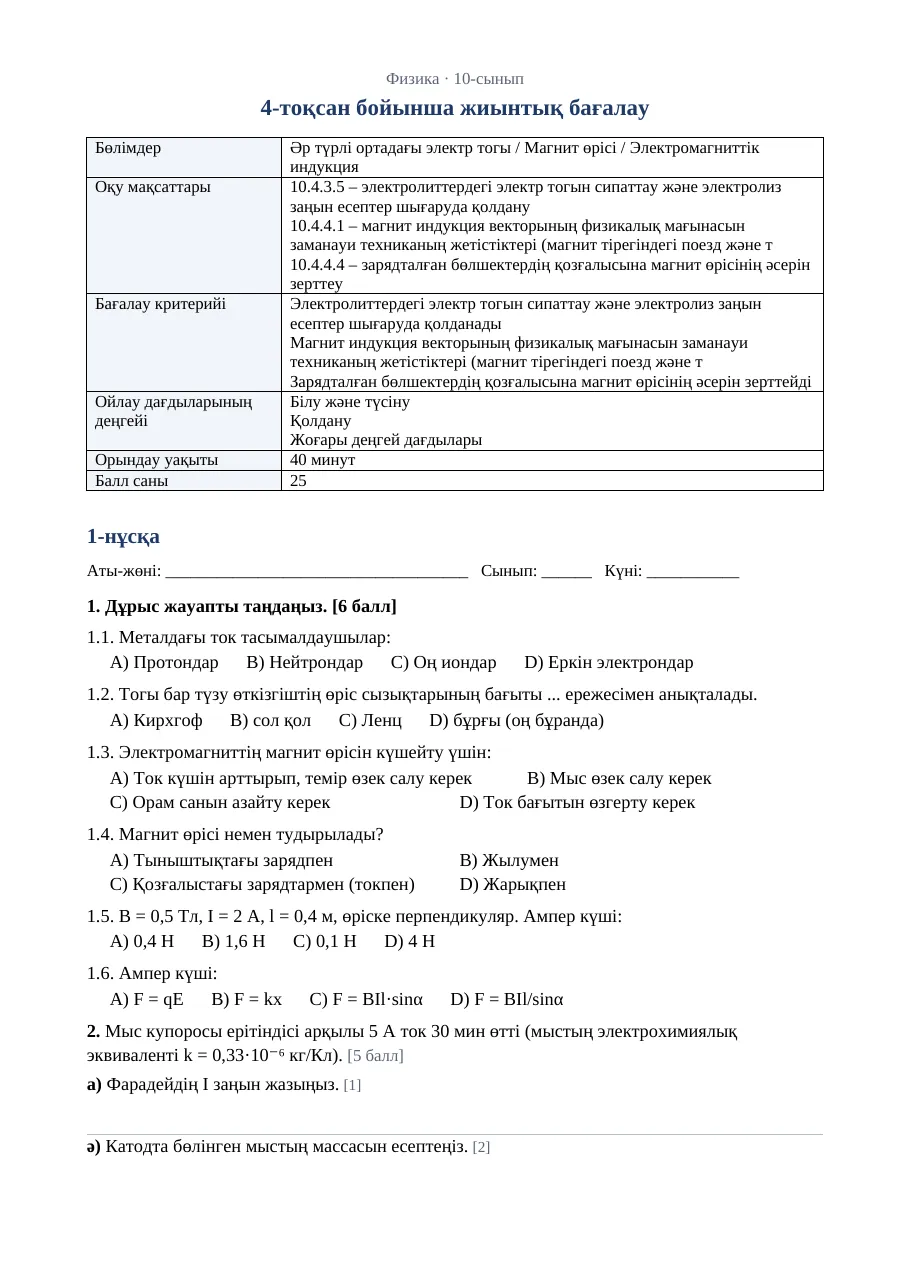 Физика · 10-сынып
4-тоқсан бойынша жиынтық бағалау
Бөлімдер
Әр түрлі ортадағы электр тогы / Магнит өрісі / Электромагниттік
индукция
Оқу мақсаттары
10.4.3.5 – электролиттердегі электр тогын сипаттау және электролиз
заңын есептер шығаруда қолдану
10.4.4.1 – магнит индукция векторының физикалық мағынасын
заманауи техниканың жетістіктері (магнит тірегіндегі поезд және т
10.4.4.4 – зарядталған бөлшектердің қозғалысына магнит өрісінің әсерін
зерттеу
Бағалау критерийі
Электролиттердегі электр тогын сипаттау және электролиз заңын
есептер шығаруда қолданады
Магнит индукция векторының физикалық мағынасын заманауи
техниканың жетістіктері (магнит тірегіндегі поезд және т
Зарядталған бөлшектердің қозғалысына магнит өрісінің әсерін зерттейді
Ойлау дағдыларының
деңгейі
Білу және түсіну
Қолдану
Жоғары деңгей дағдылары
Орындау уақыты
40 минут
Балл саны
25
1-нұсқа
Аты-жөні: ____________________________________ Сынып: ______ Күні: ___________
1. Дұрыс жауапты таңдаңыз. [6 балл]
1.1. Металдағы ток тасымалдаушылар:
A) Протондар B) Нейтрондар C) Оң иондар D) Еркін электрондар
1.2. Тогы бар түзу өткізгіштің өріс сызықтарының бағыты ... ережесімен анықталады.
A) Кирхгоф B) сол қол C) Ленц D) бұрғы (оң бұранда)
1.3. Электромагниттің магнит өрісін күшейту үшін:
A) Ток күшін арттырып, темір өзек салу керек B) Мыс өзек салу керек
C) Орам санын азайту керек D) Ток бағытын өзгерту керек
1.4. Магнит өрісі немен тудырылады?
A) Тыныштықтағы зарядпен B) Жылумен
C) Қозғалыстағы зарядтармен (токпен) D) Жарықпен
1.5. B = 0,5 Тл, I = 2 А, l = 0,4 м, өріске перпендикуляр. Ампер күші:
A) 0,4 Н B) 1,6 Н C) 0,1 Н D) 4 Н
1.6. Ампер күші:
A) F = qE B) F = kx C) F = BIl·sinα D) F = BIl/sinα
2. Мыс купоросы ерітіндісі арқылы 5 А ток 30 мин өтті (мыстың электрохимиялық
эквиваленті k = 0,33·10⁻⁶ кг/Кл). [5 балл]
а) Фарадейдің I заңын жазыңыз. [1]
ә) Катодта бөлінген мыстың массасын есептеңіз. [2]